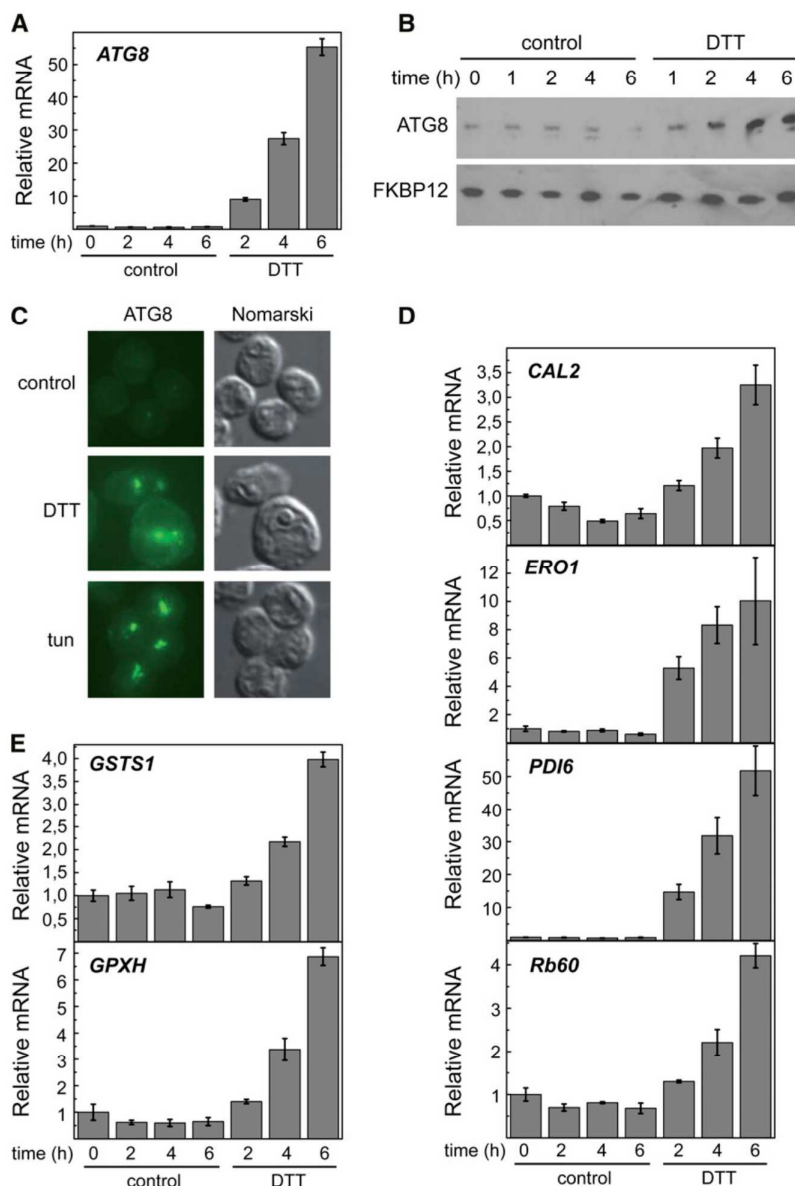 A
ATG8
Relative mRNA
50
40
30
20
10
time (h) 0 2 4 6 2 4 6
control DTT
B
control DTT
time (h) 0 1 2 4 6 1 2 4 6
ATG8
FKBP12
C
ATG8 Nomarski
control
DTT
tun
D
CAL2
Relative mRNA
3,5
3,0
2,5
2,0
1,5
1,0
0,5
ERO1
Relative mRNA
12
10
8
6
4
2
PDI6
Relative mRNA
50
40
30
20
10
Rb60
Relative mRNA
4
3
2
1
time (h) 0 2 4 6 2 4 6
control DTT
E
GSTS1
Relative mRNA
4,0
3,5
3,0
2,5
2,0
1,5
1,0
0,5
GPXH
Relative mRNA
7
6
5
4
3
2
1
time (h) 0 2 4 6 2 4 6
control DTT